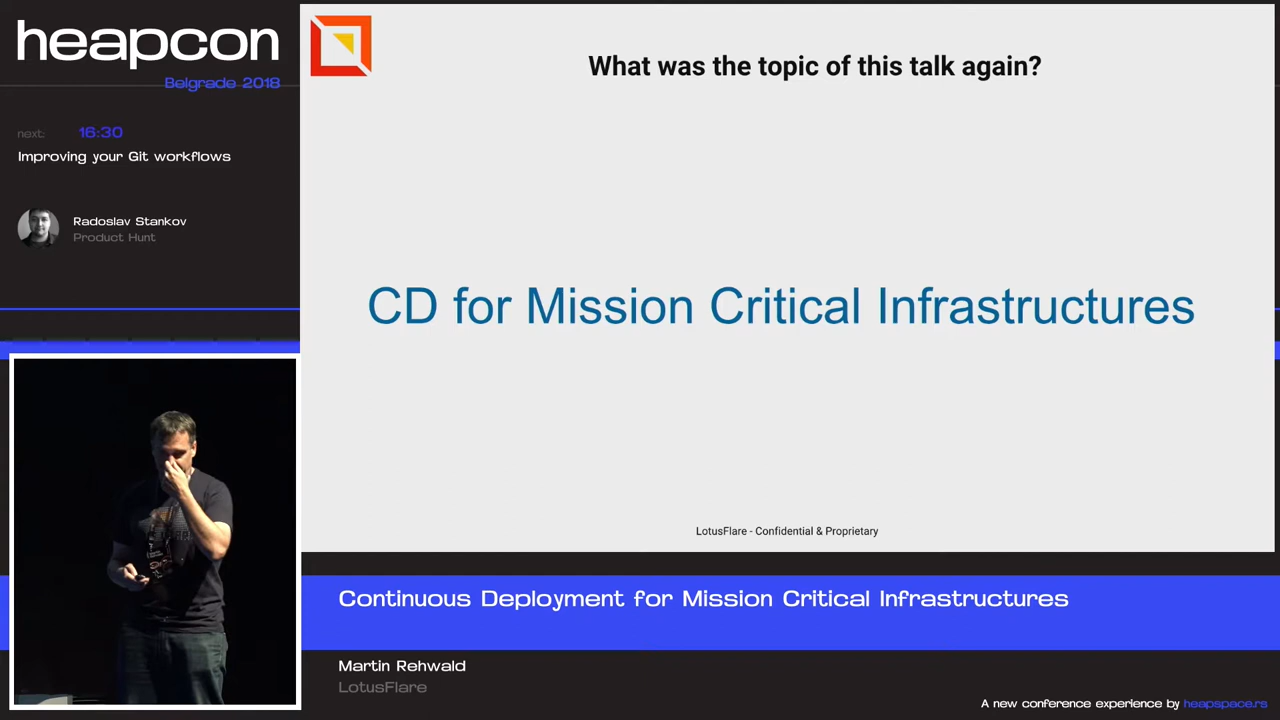 heapcon
Belgrade 2018
next: 16:30
Improving your Git workflows
Radoslav Stankov
Product Hunt
What was the topic of this talk again?
CD for Mission Critical Infrastructures
LotusFlare - Confidential & Proprietary
Continuous Deployment for Mission Critical Infrastructures
Martin Rehwald
LotusFlare
A new conference experience by heapspace.rs